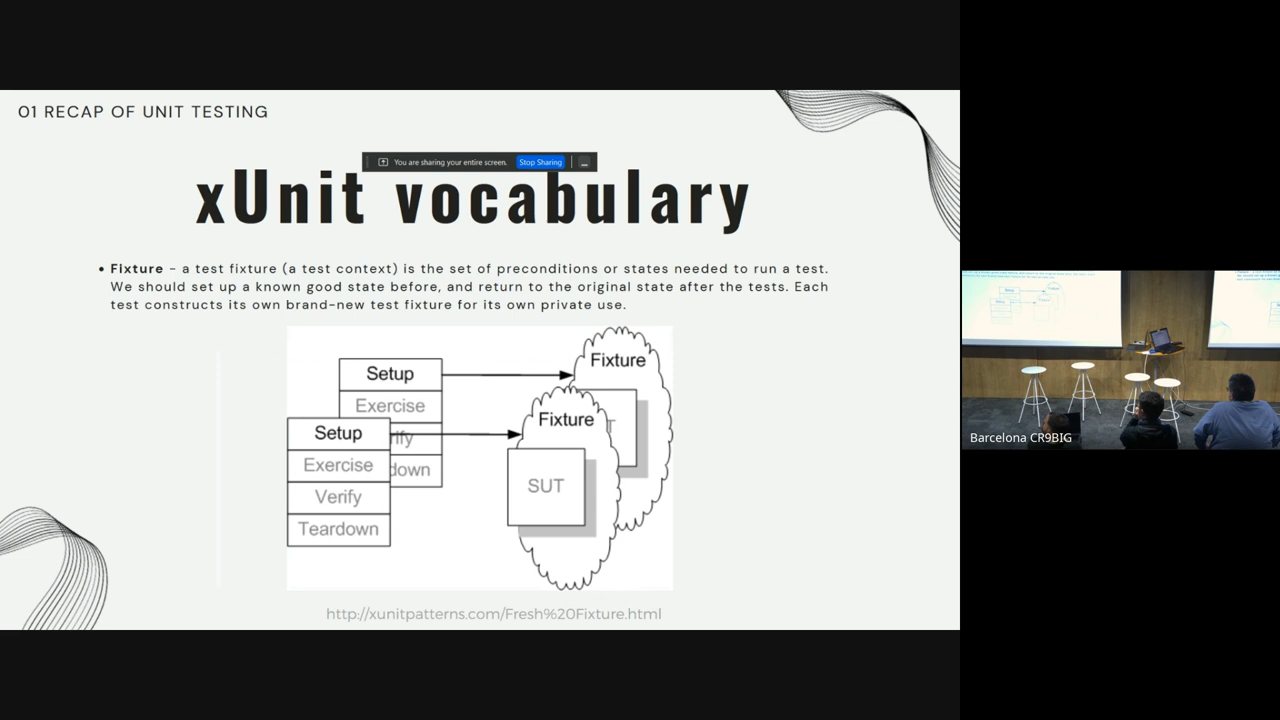 01 RECAP OF UNIT TESTING
You are sharing your entire screen. Stop Sharing
xUnit vocabulary
• Fixture - a test fixture (a test context) is the set of preconditions or states needed to run a test.
We should set up a known good state before, and return to the original state after the tests. Each
test constructs its own brand-new test fixture for its own private use.
Setup
Exercise
rify
down
Fixture
T
Setup
Exercise
Verify
Teardown
Fixture
SUT
http://xunitpatterns.com/Fresh%20Fixture.html
Barcelona CR9BIG